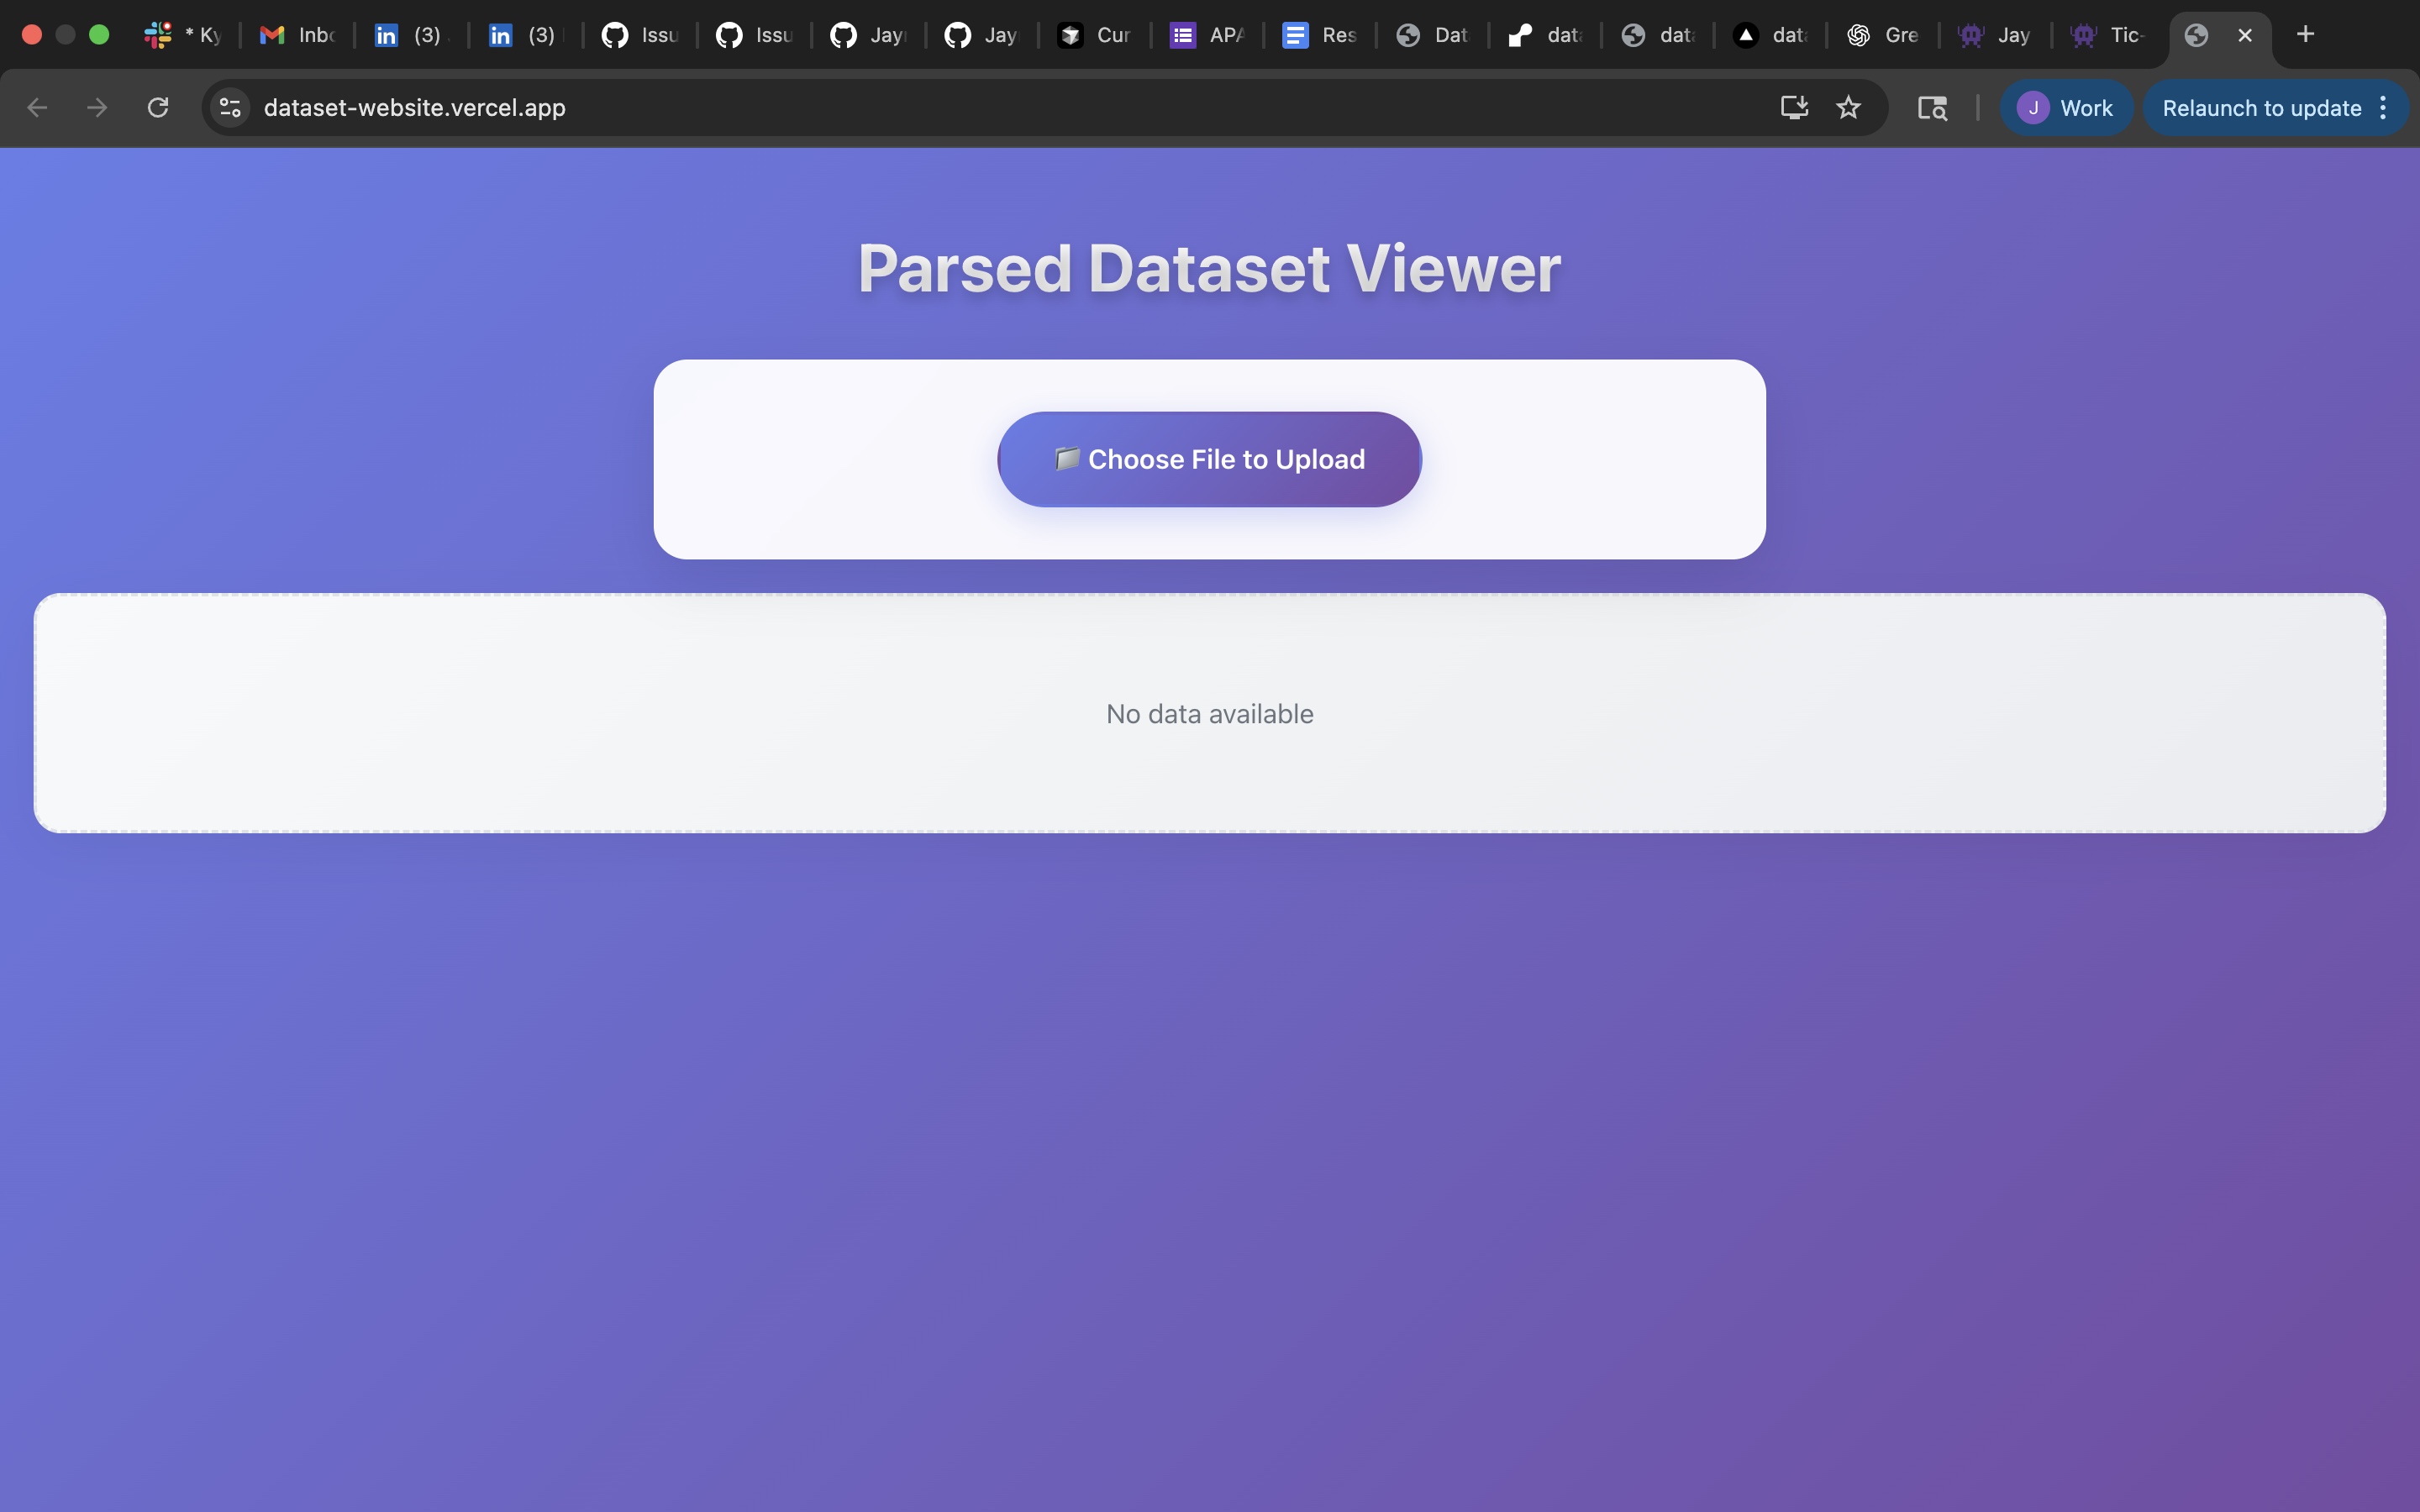 * Ky Inbo (3) (3) Issu Issu Jay Jay Cur APA Res Dat data data data Gre Jay Tic-
dataset-website.vercel.app J Work Relaunch to update
Parsed Dataset Viewer
Choose File to Upload
No data available